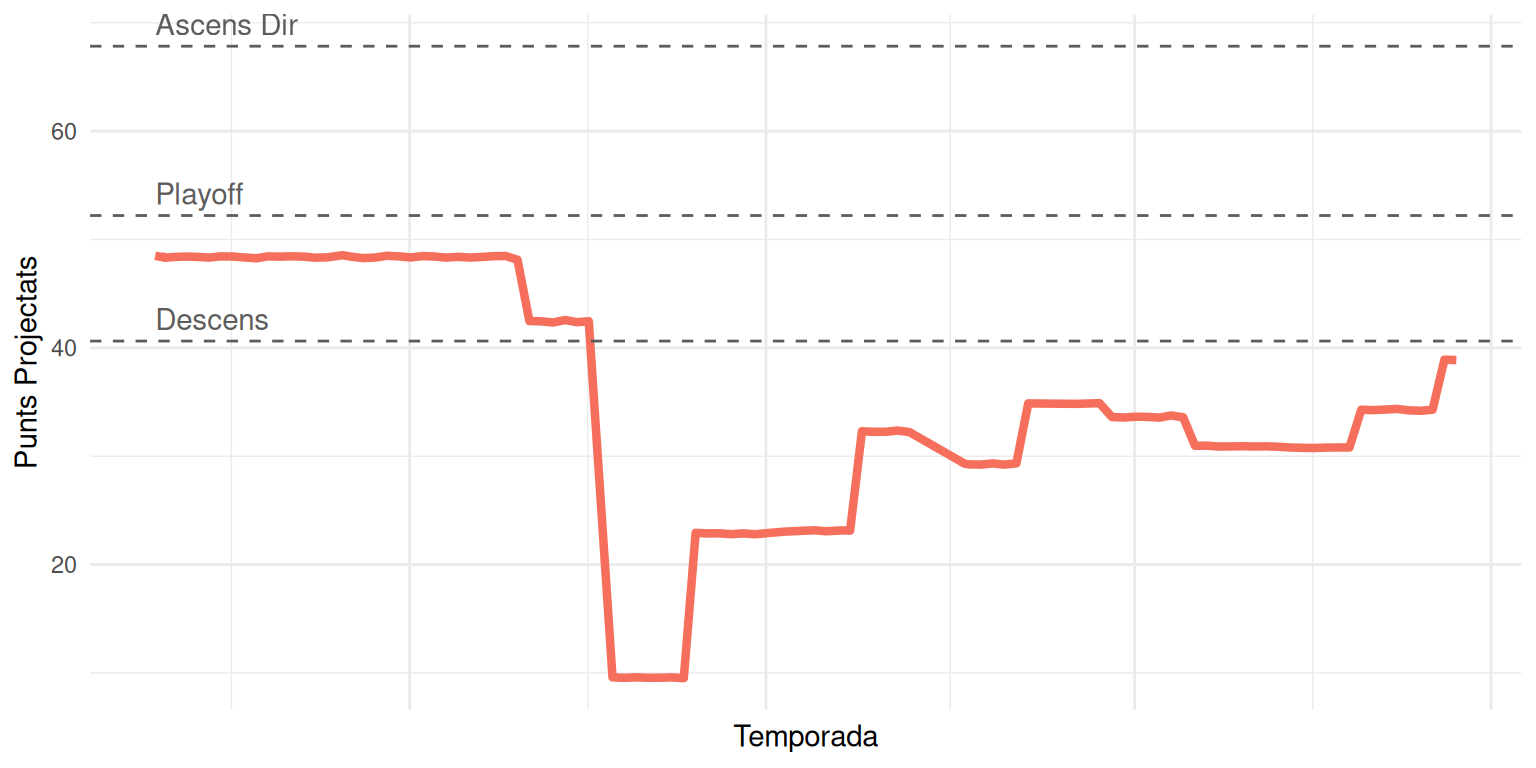 Ascens Dir
60
Playoff
Descens
40
20
Punts Projectats
Temporada